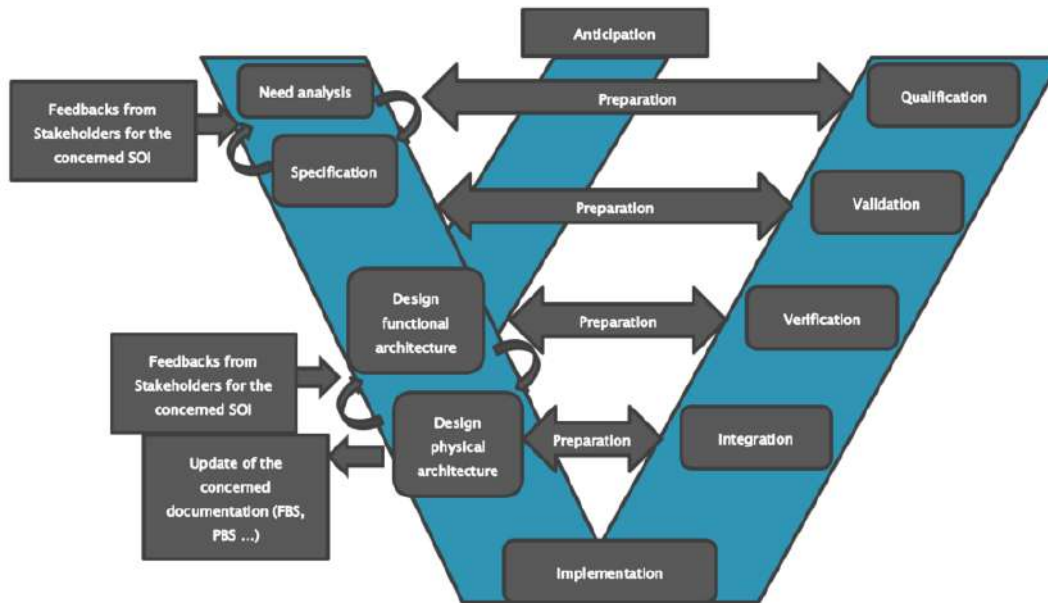 Anticipation
Need analysis
Preparation
Qualification
Feedbacks from
Stakeholders for the
concerned SOI
Specification
Preparation
Validation
Design
functional
architecture
Preparation
Verification
Feedbacks from
Stakeholders for the
concerned SOI
Design
physical
architecture
Preparation
Integration
Update of the
concerned
documentation (FBS,
PBS ...)
Implementation